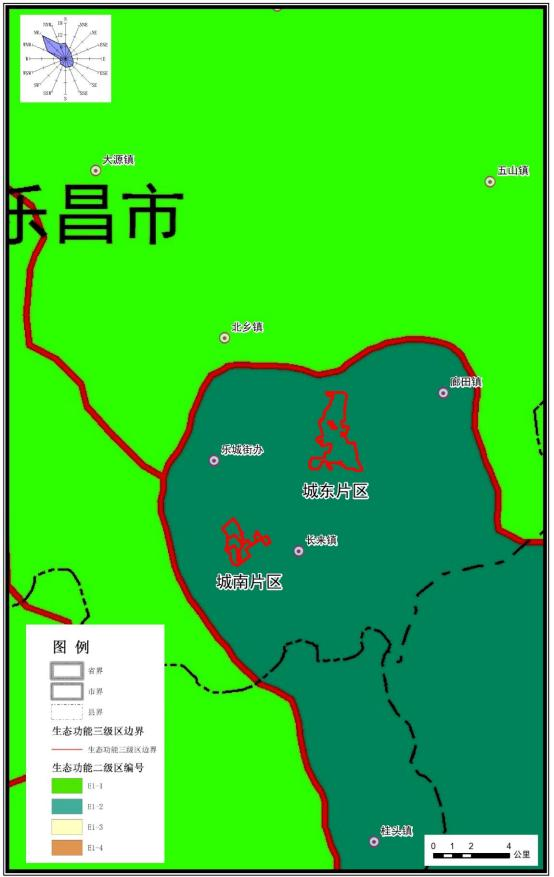 大源镇
五山镇
乐昌市
北乡镇
廊田镇
乐城街办
城东片区
长来镇
城南片区
桂头镇
图 例
省界
市界
县界
生态功能三级区边界
生态功能三级区边界
生态功能二级区编号
E1-1
E1-2
E1-3
E1-4
0 1 2 4
公里